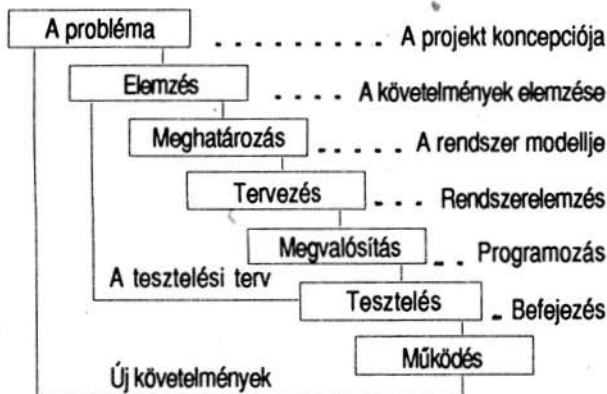 A probléma
A projekt koncepciója
Elemzés
A követelmények elemzése
Meghatározás
A rendszer modellje
Tervezés
Rendszerelemzés
Megvalósítás
Programozás
A tesztelési terv
Tesztelés
Befejezés
Működés
Új követelmények